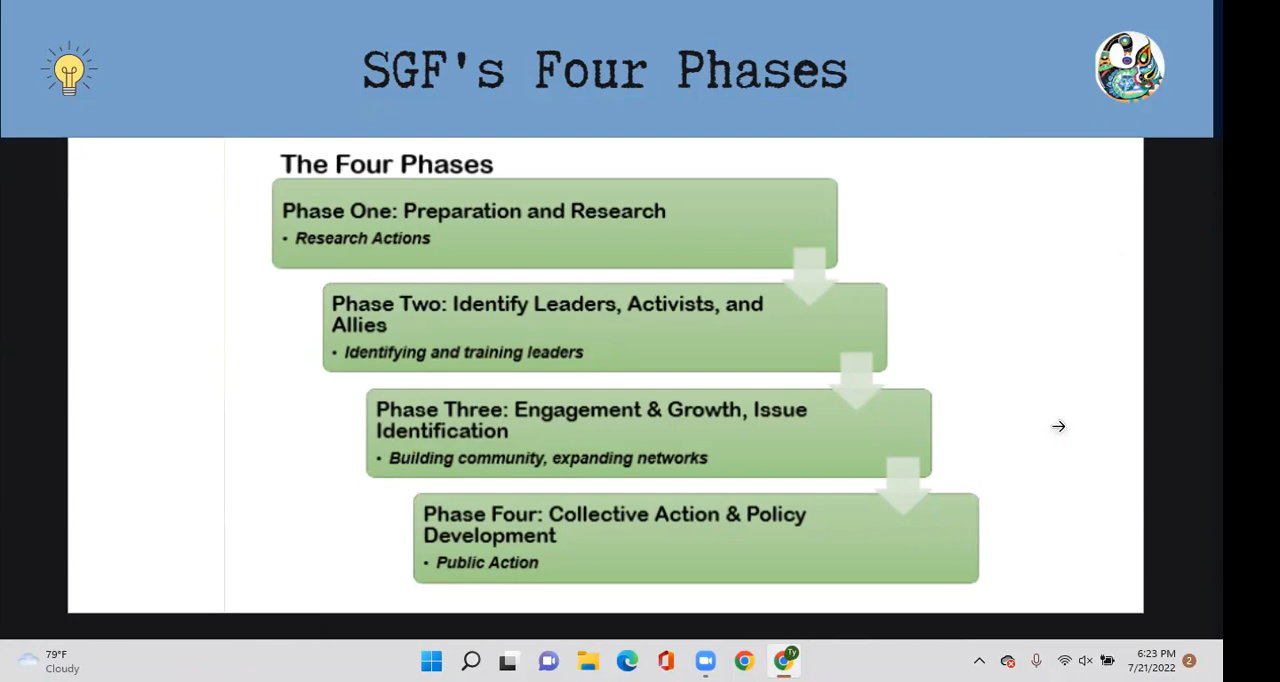 SGF's Four Phases
The Four Phases
Phase One: Preparation and Research
• Research Actions
Phase Two: Identify Leaders, Activists, and
Allies
• Identifying and training leaders
Phase Three: Engagement & Growth, Issue
Identification
• Building community, expanding networks
Phase Four: Collective Action & Policy
Development
• Public Action
79°F
Cloudy
Ty
6:23 PM
7/21/2022
2